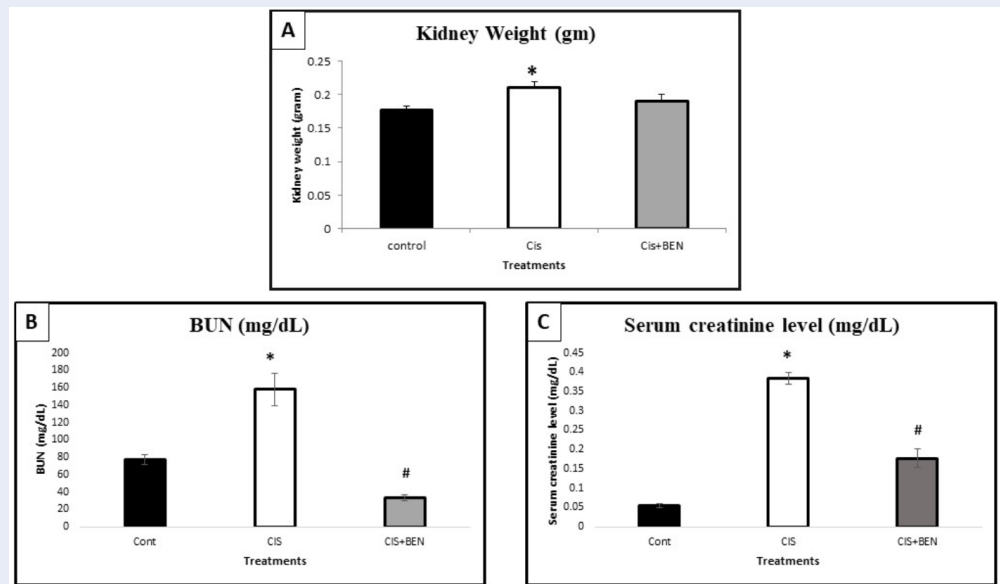 A
Kidney Weight (gm)
Kidney weight (gram)
0.25
0.2
0.15
0.1
0.05
0
*
control
Cis
Cis+BEN
Treatments
B
BUN (mg/dL)
BUN (mg/dL)
200
180
160
140
120
100
80
60
40
20
0
*
#
Cont
CIS
CIS+BEN
Treatments
C
Serum creatinine level (mg/dL)
Serum creatinine level (mg/dL)
0.45
0.4
0.35
0.3
0.25
0.2
0.15
0.1
0.05
0
*
#
Cont
CIS
CIS+BEN
Treatments